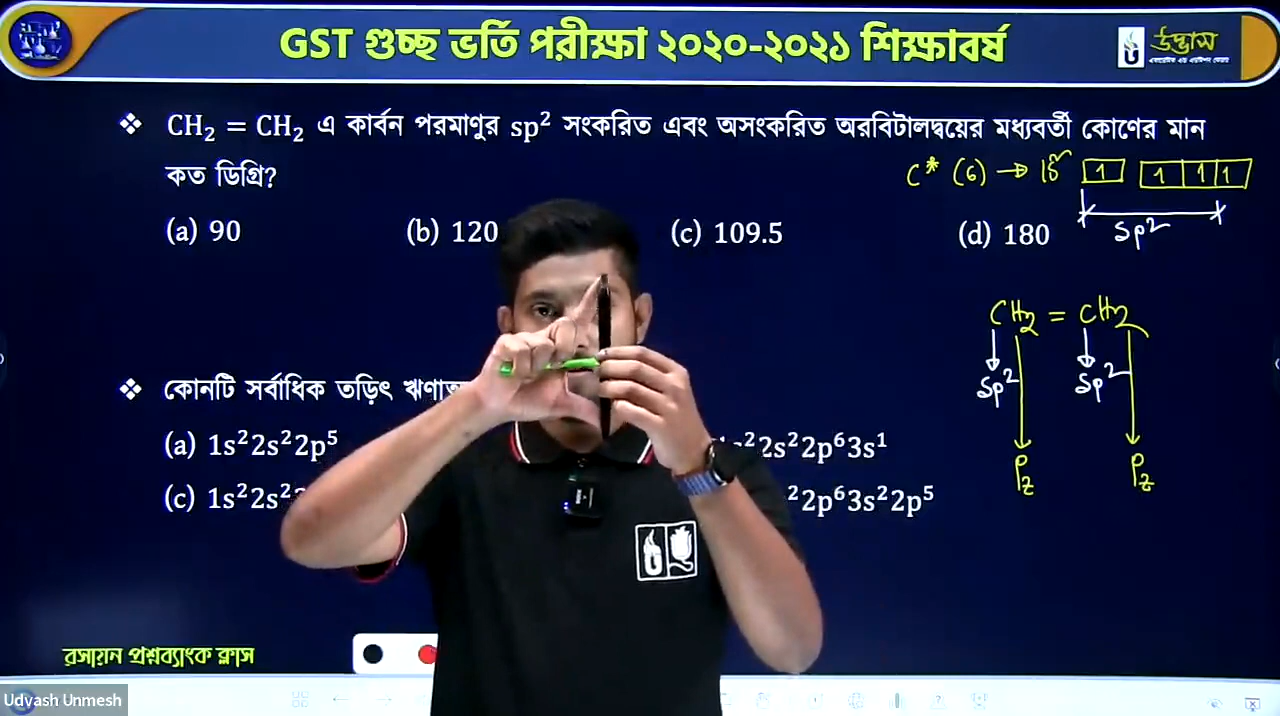 GST গুচ্ছ ভর্তি পরীক্ষা ২০২০-২০২১ শিক্ষাবর্ষ
উদ্ভাস
❖ CH₂ = CH₂ এ কার্বন পরমাণুর sp² সংকরিত এবং অসংকরিত অরবিটালদ্বয়ের মধ্যবর্তী কোণের মান
কত ডিগ্রি?
C* (6) → 1s² 1 1 1 1
sp²
(a) 90 (b) 120 (c) 109.5 (d) 180
CH₂ = CH₂
sp² sp²
Pz Pz
❖ কোনটি সর্বাধিক তড়িৎ
(a) 1s²2s²2p⁵ 2s²2p⁶3s¹
(c) 1s²2s² 2p⁶3s²2p⁵
রসায়ন প্রশ্নব্যাংক ক্লাস
Udvash Unmesh